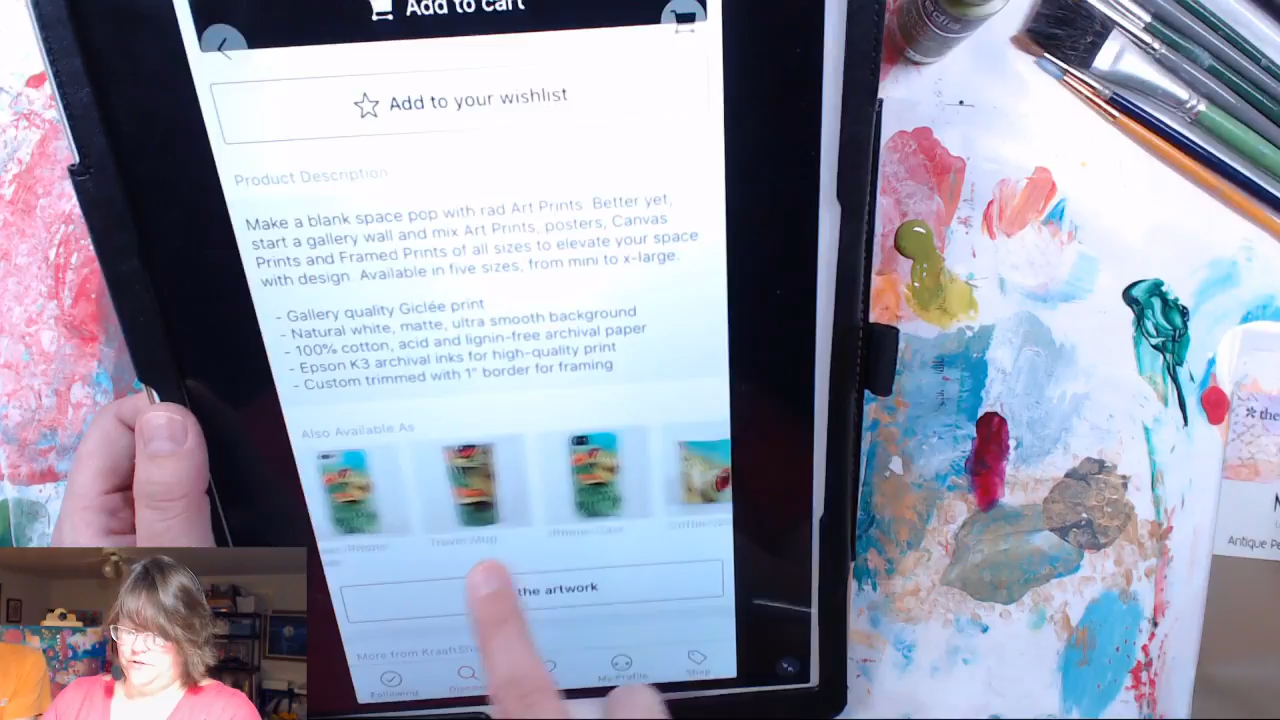 Add to cart
Add to your wishlist
Product Description
Make a blank space pop with rad Art Prints. Better yet,
start a gallery wall and mix Art Prints, posters, Canvas
Prints and Framed Prints of all sizes to elevate your space
with design. Available in five sizes, from mini to x-large.
- Gallery quality Giclée print
- Natural white, matte, ultra smooth background
- 100% cotton, acid and lignin-free archival paper
- Epson K3 archival inks for high-quality print
- Custom trimmed with 1" border for framing
Also Available As
Travel Mug
the artwork
More from
Following
My Profile
Shop
* the
Antique